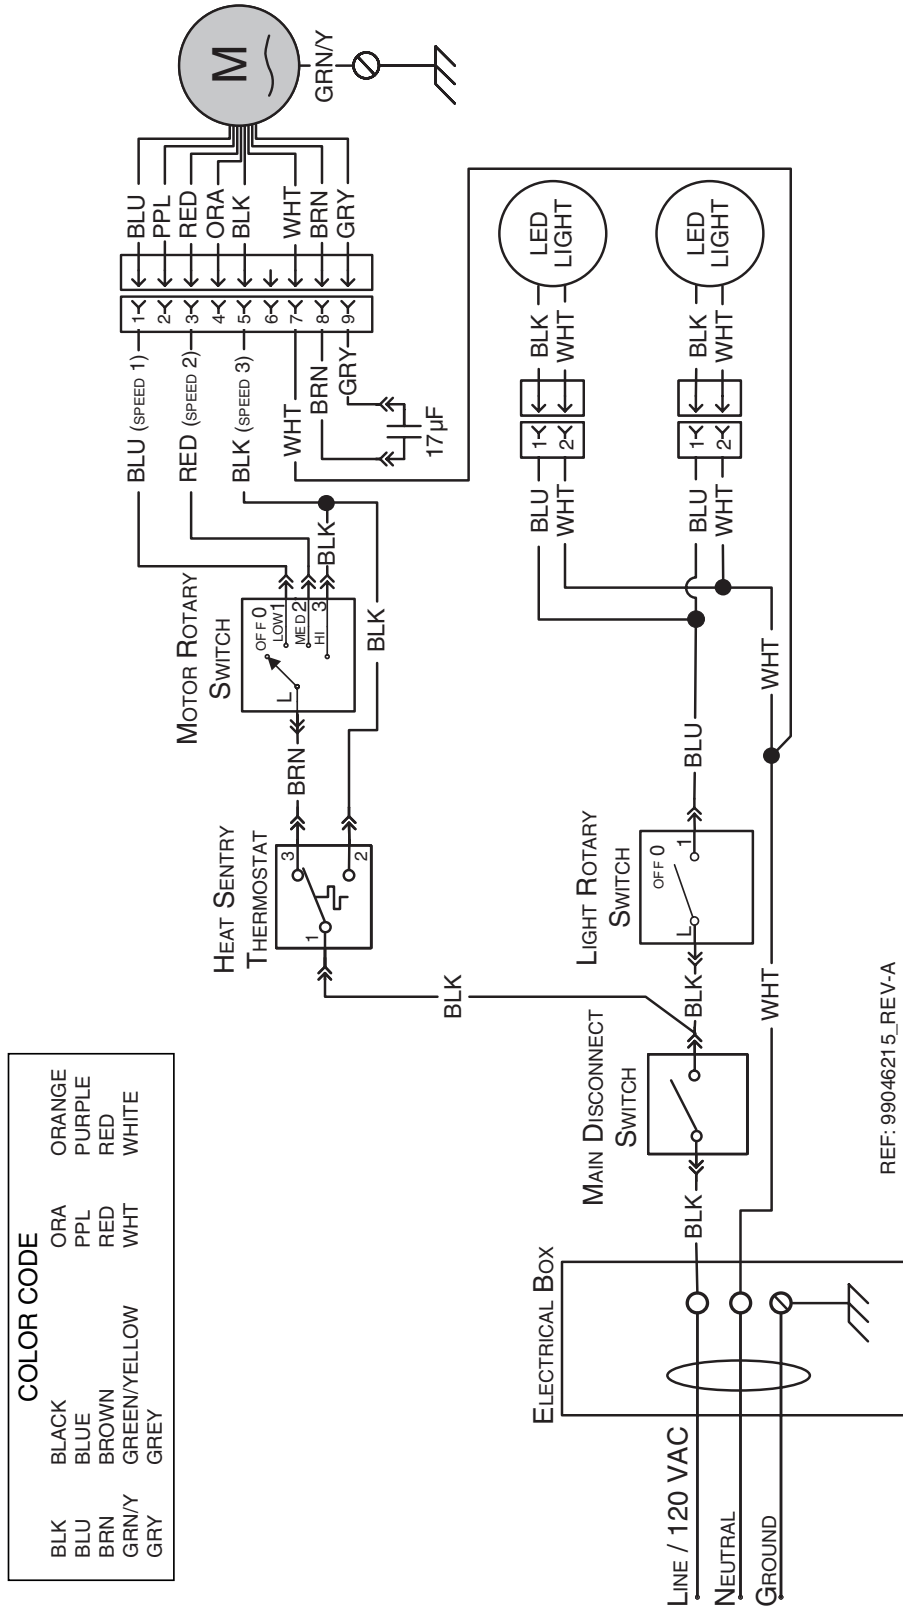 COLOR CODE
BLK BLACK ORA ORANGE
BLU BLUE PPL PURPLE
BRN BROWN RED RED
GRN/Y GREEN/YELLOW WHT WHITE
GRY GREY
HEAT SENTRY
THERMOSTAT
1
3
2
BRN
BLK
MOTOR ROTARY
SWITCH
L
OFF 0
LOW 1
MED 2
HI 3
BLK
BLK
BLU (SPEED 1)
RED (SPEED 2)
BLK (SPEED 3)
WHT
BRN
GRY
17 µF
1
2
3
4
5
6
7
8
9
BLU
PPL
RED
ORA
BLK
WHT
BRN
GRY
M
GRN/Y
ELECTRICAL BOX
LINE / 120 VAC
NEUTRAL
GROUND
BLK
MAIN DISCONNECT
SWITCH
BLK
LIGHT ROTARY
SWITCH
L
OFF 0
1
BLU
WHT
WHT
BLU
WHT
1
2
BLK
WHT
LED
LIGHT
BLU
WHT
1
2
BLK
WHT
LED
LIGHT
REF: 99046215_REV-A